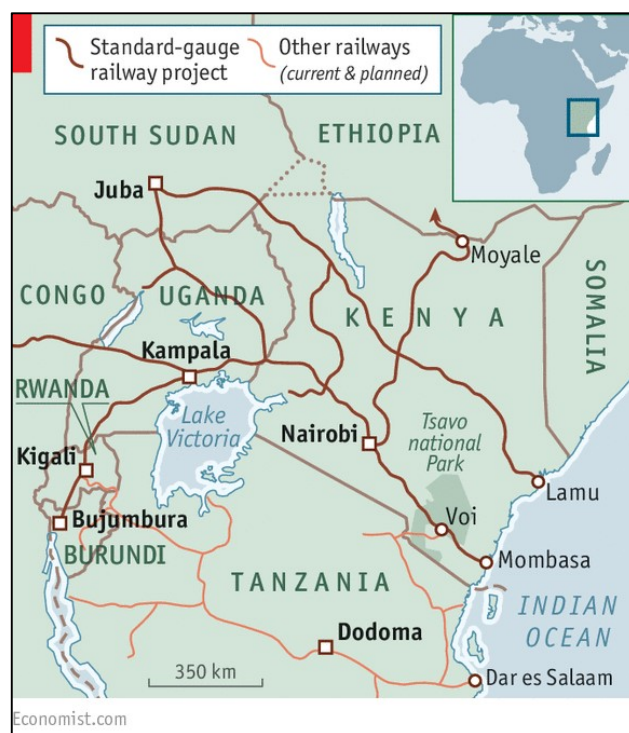 Standard-gauge
railway project
Other railways
(current & planned)
SOUTH SUDAN
ETHIOPIA
Juba
Moyale
CONGO
UGANDA
KENYA
SOMALIA
Kampala
RWANDA
Lake
Victoria
Nairobi
Tsavo
national
Park
Kigali
Lamu
Voi
Bujumbura
BURUNDI
Mombasa
TANZANIA
INDIAN
OCEAN
Dodoma
350 km
Dar es Salaam
Economist.com